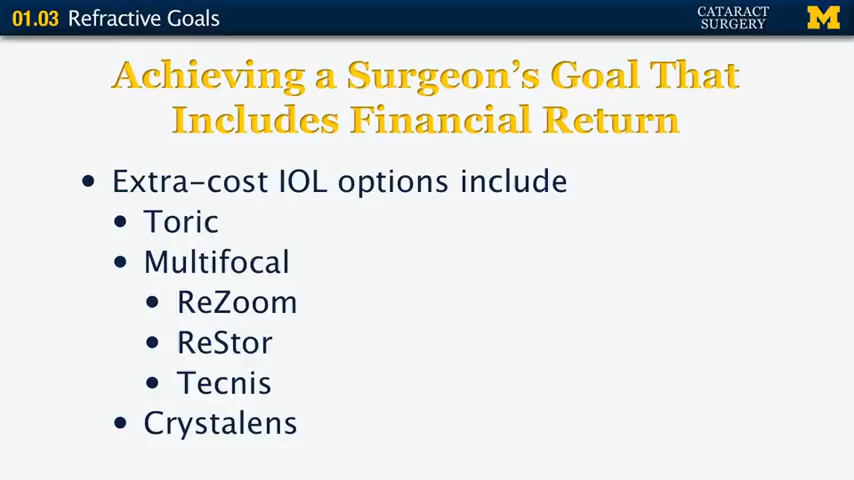 01.03 Refractive Goals
CATARACT
SURGERY
M
Achieving a Surgeon's Goal That
Includes Financial Return
• Extra-cost IOL options include
• Toric
• Multifocal
• ReZoom
• ReStor
• Tecnis
• Crystalens